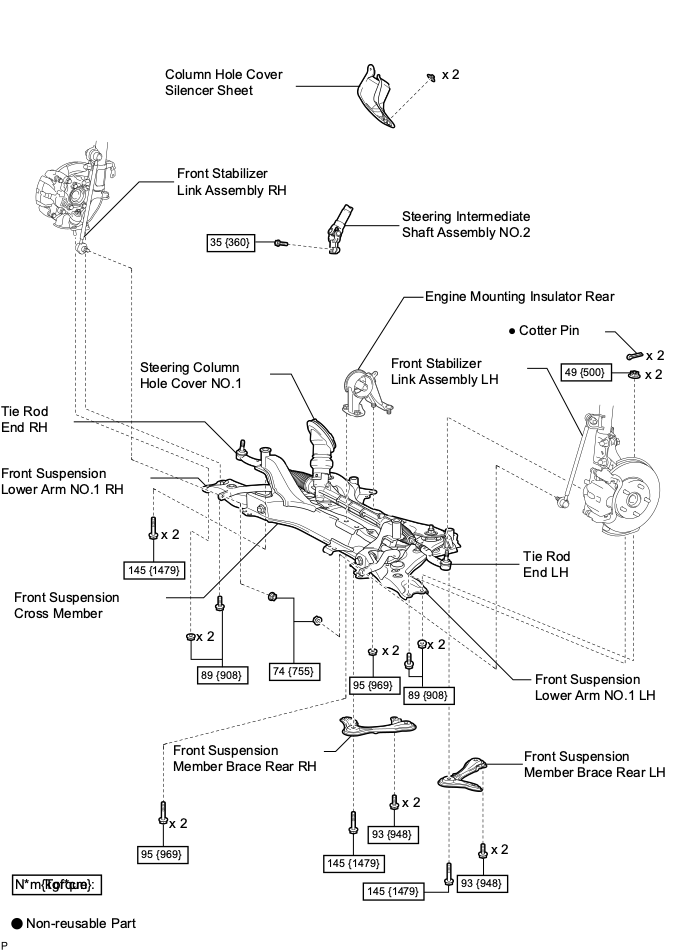 Column Hole Cover
Silencer Sheet
x 2
Front Stabilizer
Link Assembly RH
Steering Intermediate
Shaft Assembly NO.2
35 {360}
Engine Mounting Insulator Rear
● Cotter Pin
x 2
49 {500}
x 2
Front Stabilizer
Link Assembly LH
Steering Column
Hole Cover NO.1
Tie Rod
End RH
Front Suspension
Lower Arm NO.1 RH
x 2
145 {1479}
Tie Rod
End LH
Front Suspension
Cross Member
x 2
89 {908}
74 {755}
x 2
95 {969}
x 2
89 {908}
Front Suspension
Lower Arm NO.1 LH
Front Suspension
Member Brace Rear RH
Front Suspension
Member Brace Rear LH
x 2
95 {969}
x 2
93 {948}
145 {1479}
x 2
93 {948}
145 {1479}
● Non-reusable Part
P